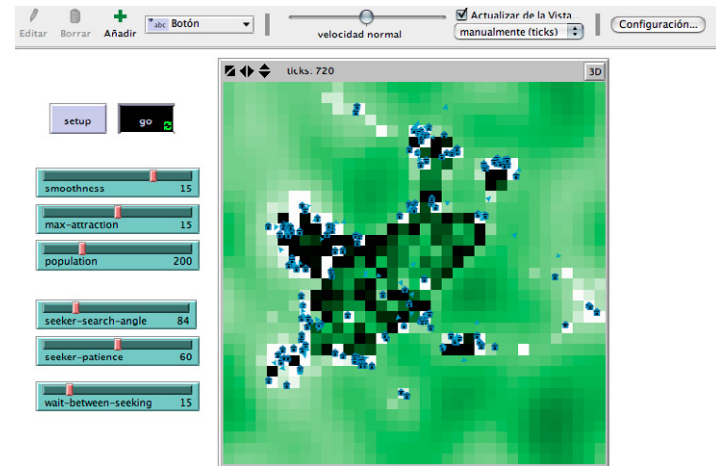 Editar
Borrar
Añadir
abc Botón
velocidad normal
Actualizar de la Vista
manualmente (ticks)
Configuración...
ticks: 720
3D
setup
go
smoothness 15
max-attraction 15
population 200
seeker-search-angle 84
seeker-patience 60
wait-between-seeking 15